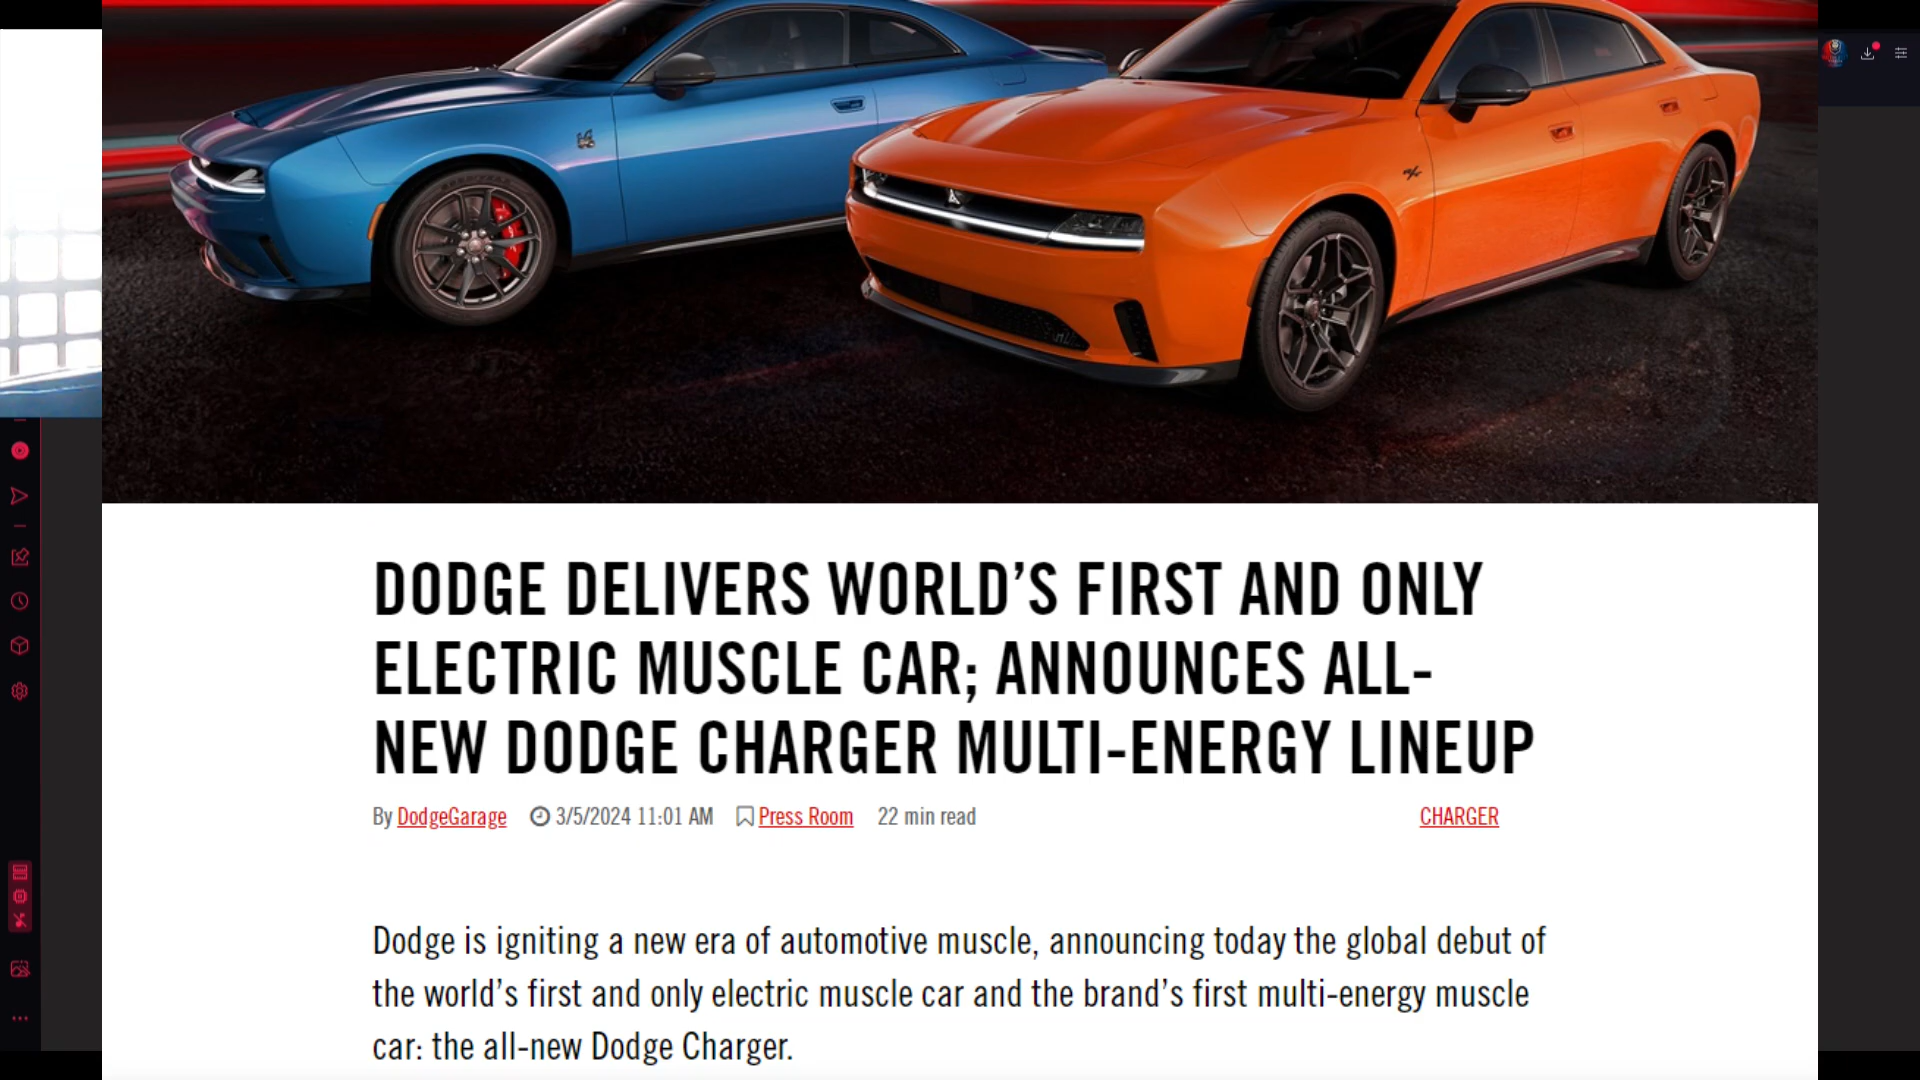 DODGE DELIVERS WORLD’S FIRST AND ONLY
ELECTRIC MUSCLE CAR; ANNOUNCES ALL-
NEW DODGE CHARGER MULTI-ENERGY LINEUP
By DodgeGarage 3/5/2024 11:01 AM Press Room 22 min read CHARGER
Dodge is igniting a new era of automotive muscle, announcing today the global debut of
the world’s first and only electric muscle car and the brand’s first multi-energy muscle
car: the all-new Dodge Charger.